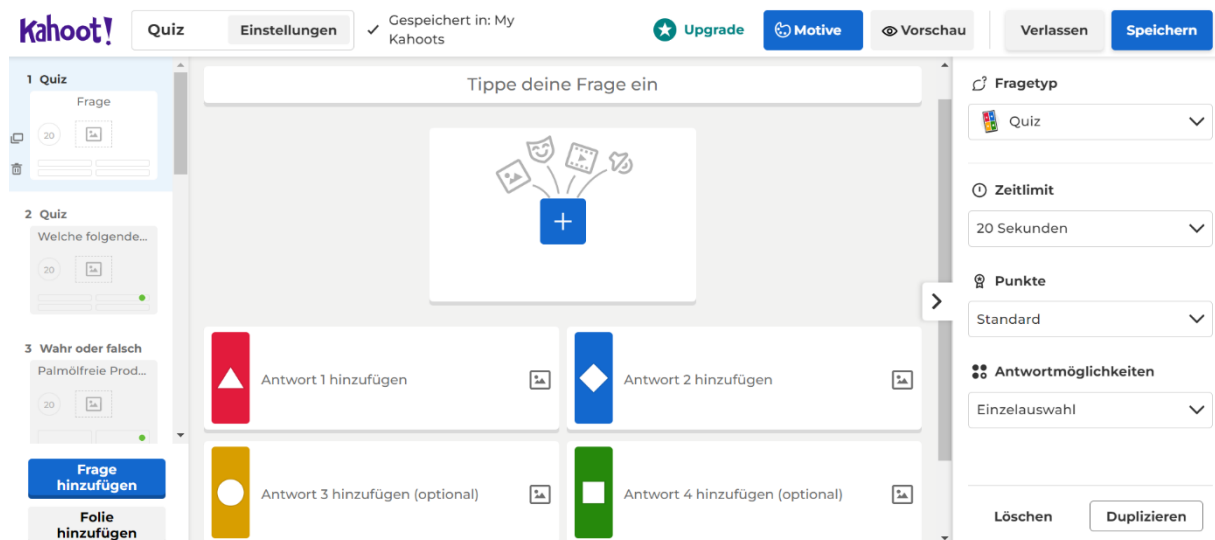 Kahoot!
Quiz
Einstellungen
Gespeichert in: My
Kahoots
Upgrade
Motive
Vorschau
Verlassen
Speichern
1 Quiz
Frage
20
2 Quiz
Welche folgende...
20
3 Wahr oder falsch
Palmölfreie Prod...
20
Frage
hinzufügen
Folie
hinzufügen
Tippe deine Frage ein
Antwort 1 hinzufügen
Antwort 2 hinzufügen
Antwort 3 hinzufügen (optional)
Antwort 4 hinzufügen (optional)
Fragetyp
Quiz
Zeitlimit
20 Sekunden
Punkte
Standard
Antwortmöglichkeiten
Einzelauswahl
Löschen
Duplizieren